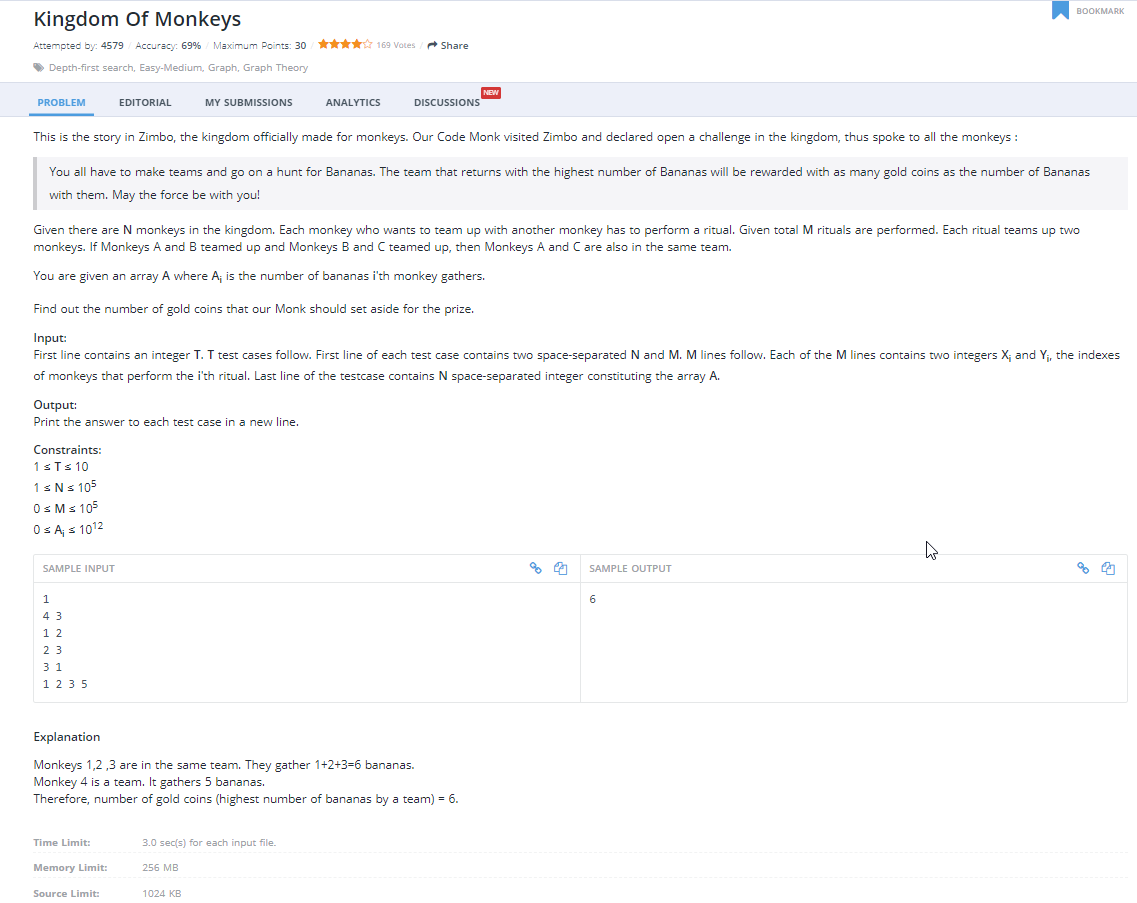 Kingdom Of Monkeys
BOOKMARK
Attempted by: 4579 / Accuracy: 69% / Maximum Points: 30 / 169 Votes / Share
Depth-first search, Easy-Medium, Graph, Graph Theory
PROBLEM EDITORIAL MY SUBMISSIONS ANALYTICS DISCUSSIONS NEW
This is the story in Zimbo, the kingdom officially made for monkeys. Our Code Monk visited Zimbo and declared open a challenge in the kingdom, thus spoke to all the monkeys :
You all have to make teams and go on a hunt for Bananas. The team that returns with the highest number of Bananas will be rewarded with as many gold coins as the number of Bananas
with them. May the force be with you!
Given there are N monkeys in the kingdom. Each monkey who wants to team up with another monkey has to perform a ritual. Given total M rituals are performed. Each ritual teams up two
monkeys. If Monkeys A and B teamed up and Monkeys B and C teamed up, then Monkeys A and C are also in the same team.
You are given an array A where Ai is the number of bananas i'th monkey gathers.
Find out the number of gold coins that our Monk should set aside for the prize.
Input:
First line contains an integer T. T test cases follow. First line of each test case contains two space-separated N and M. M lines follow. Each of the M lines contains two integers Xi and Yi, the indexes
of monkeys that perform the i'th ritual. Last line of the testcase contains N space-separated integer constituting the array A.
Output:
Print the answer to each test case in a new line.
Constraints:
1 ≤ T ≤ 10
1 ≤ N ≤ 10^5
0 ≤ M ≤ 10^5
0 ≤ Ai ≤ 10^12
SAMPLE INPUT
1
4 3
1 2
2 3
3 1
1 2 3 5
SAMPLE OUTPUT
6
Explanation
Monkeys 1,2 ,3 are in the same team. They gather 1+2+3=6 bananas.
Monkey 4 is a team. It gathers 5 bananas.
Therefore, number of gold coins (highest number of bananas by a team) = 6.
Time Limit: 3.0 sec(s) for each input file.
Memory Limit: 256 MB
Source Limit: 1024 KB